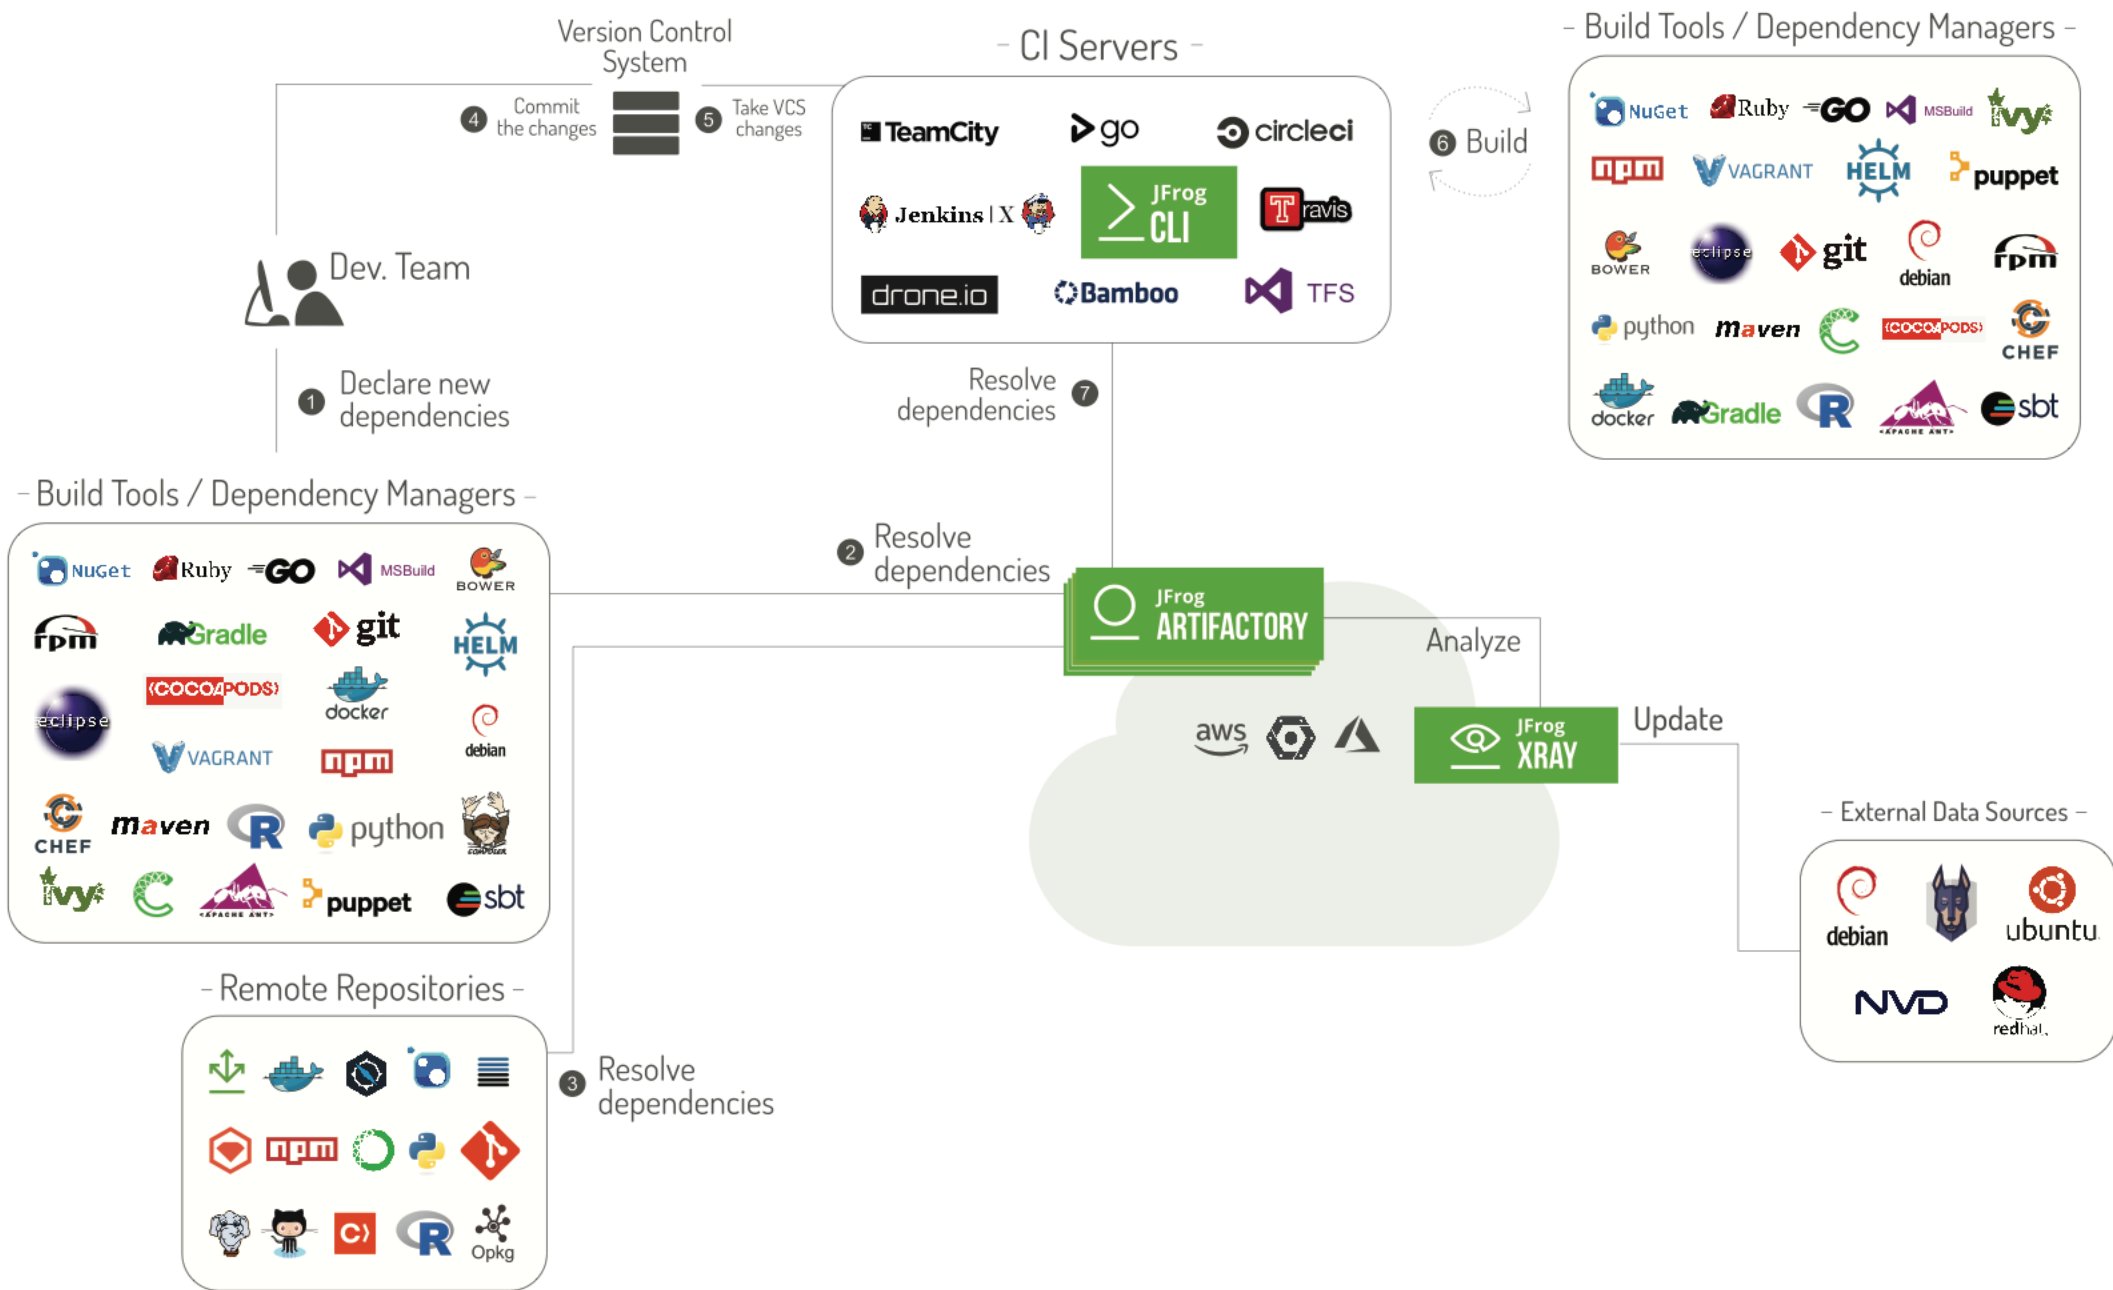 Version Control
System
4
Commit
the changes
5
Take VCS
changes
- CI Servers -
TeamCity
go
circleci
Jenkins | X
JFrog
CLI
Travis
drone.io
Bamboo
TFS
6 Build
- Build Tools / Dependency Managers -
NuGet
Ruby
GO
MSBuild
ivy
npm
VAGRANT
HELM
puppet
BOWER
eclipse
git
debian
rpm
python
maven
C
COCOAPODS
CHEF
docker
Gradle
R
<APACHE ANT>
sbt
Dev. Team
1
Declare new
dependencies
Resolve
dependencies
7
- Build Tools / Dependency Managers -
NuGet
Ruby
GO
MSBuild
BOWER
rpm
Gradle
git
HELM
eclipse
COCOAPODS
docker
debian
VAGRANT
npm
CHEF
maven
R
python
ivy
C
<APACHE ANT>
puppet
sbt
2
Resolve
dependencies
JFrog
ARTIFACTORY
Analyze
aws
JFrog
XRAY
Update
- External Data Sources -
debian
ubuntu
NVD
redhat.
- Remote Repositories -
npm
C)
R
Opkg
3
Resolve
dependencies